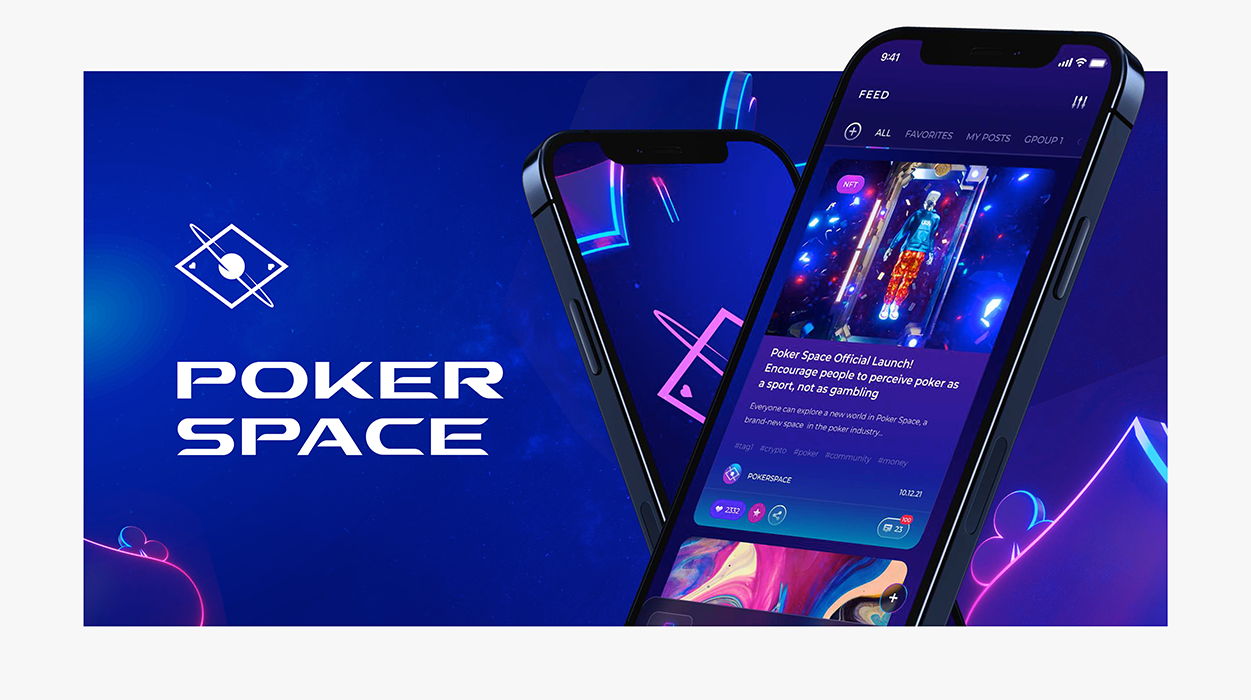 POKER
SPACE
9:41
FEED
ALL FAVORITES MY POSTS GPOUP 1
NFT
Poker Space Official Launch!
Encourage people to perceive poker as
a sport, not as gambling
Everyone can explore a new world in Poker Space, a
brand-new space in the poker industry...
#tag1 #crypto #poker #community #money
POKERSPACE
10.12.21
2332
100
23